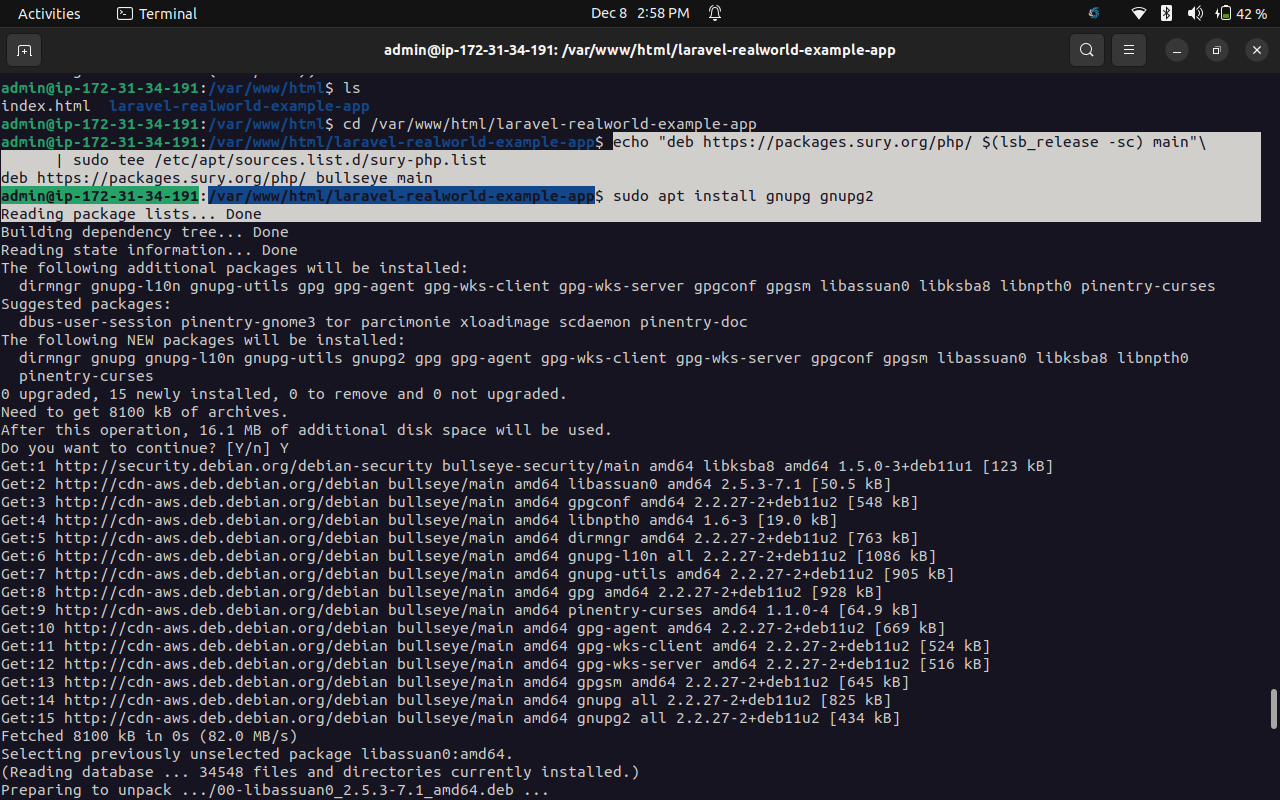 Activities Terminal Dec 8 2:58 PM 42 %
admin@ip-172-31-34-191: /var/www/html/laravel-realworld-example-app
admin@ip-172-31-34-191:/var/www/html$ ls
index.html  laravel-realworld-example-app
admin@ip-172-31-34-191:/var/www/html$ cd /var/www/html/laravel-realworld-example-app
admin@ip-172-31-34-191:/var/www/html/laravel-realworld-example-app$ echo "deb https://packages.sury.org/php/ $(lsb_release -sc) main"\
      | sudo tee /etc/apt/sources.list.d/sury-php.list
deb https://packages.sury.org/php/ bullseye main
admin@ip-172-31-34-191:/var/www/html/laravel-realworld-example-app$ sudo apt install gnupg gnupg2
Reading package lists... Done
Building dependency tree... Done
Reading state information... Done
The following additional packages will be installed:
  dirmngr gnupg-l10n gnupg-utils gpg gpg-agent gpg-wks-client gpg-wks-server gpgconf gpgsm libassuan0 libksba8 libnpth0 pinentry-curses
Suggested packages:
  dbus-user-session pinentry-gnome3 tor parcimonie xloadimage scdaemon pinentry-doc
The following NEW packages will be installed:
  dirmngr gnupg gnupg-l10n gnupg-utils gnupg2 gpg gpg-agent gpg-wks-client gpg-wks-server gpgconf gpgsm libassuan0 libksba8 libnpth0
  pinentry-curses
0 upgraded, 15 newly installed, 0 to remove and 0 not upgraded.
Need to get 8100 kB of archives.
After this operation, 16.1 MB of additional disk space will be used.
Do you want to continue? [Y/n] Y
Get:1 http://security.debian.org/debian-security bullseye-security/main amd64 libksba8 amd64 1.5.0-3+deb11u1 [123 kB]
Get:2 http://cdn-aws.deb.debian.org/debian bullseye/main amd64 libassuan0 amd64 2.5.3-7.1 [50.5 kB]
Get:3 http://cdn-aws.deb.debian.org/debian bullseye/main amd64 gpgconf amd64 2.2.27-2+deb11u2 [548 kB]
Get:4 http://cdn-aws.deb.debian.org/debian bullseye/main amd64 libnpth0 amd64 1.6-3 [19.0 kB]
Get:5 http://cdn-aws.deb.debian.org/debian bullseye/main amd64 dirmngr amd64 2.2.27-2+deb11u2 [763 kB]
Get:6 http://cdn-aws.deb.debian.org/debian bullseye/main amd64 gnupg-l10n all 2.2.27-2+deb11u2 [1086 kB]
Get:7 http://cdn-aws.deb.debian.org/debian bullseye/main amd64 gnupg-utils amd64 2.2.27-2+deb11u2 [905 kB]
Get:8 http://cdn-aws.deb.debian.org/debian bullseye/main amd64 gpg amd64 2.2.27-2+deb11u2 [928 kB]
Get:9 http://cdn-aws.deb.debian.org/debian bullseye/main amd64 pinentry-curses amd64 1.1.0-4 [64.9 kB]
Get:10 http://cdn-aws.deb.debian.org/debian bullseye/main amd64 gpg-agent amd64 2.2.27-2+deb11u2 [669 kB]
Get:11 http://cdn-aws.deb.debian.org/debian bullseye/main amd64 gpg-wks-client amd64 2.2.27-2+deb11u2 [524 kB]
Get:12 http://cdn-aws.deb.debian.org/debian bullseye/main amd64 gpg-wks-server amd64 2.2.27-2+deb11u2 [516 kB]
Get:13 http://cdn-aws.deb.debian.org/debian bullseye/main amd64 gpgsm amd64 2.2.27-2+deb11u2 [645 kB]
Get:14 http://cdn-aws.deb.debian.org/debian bullseye/main amd64 gnupg all 2.2.27-2+deb11u2 [825 kB]
Get:15 http://cdn-aws.deb.debian.org/debian bullseye/main amd64 gnupg2 all 2.2.27-2+deb11u2 [434 kB]
Fetched 8100 kB in 0s (82.0 MB/s)
Selecting previously unselected package libassuan0:amd64.
(Reading database ... 34548 files and directories currently installed.)
Preparing to unpack .../00-libassuan0_2.5.3-7.1_amd64.deb ...